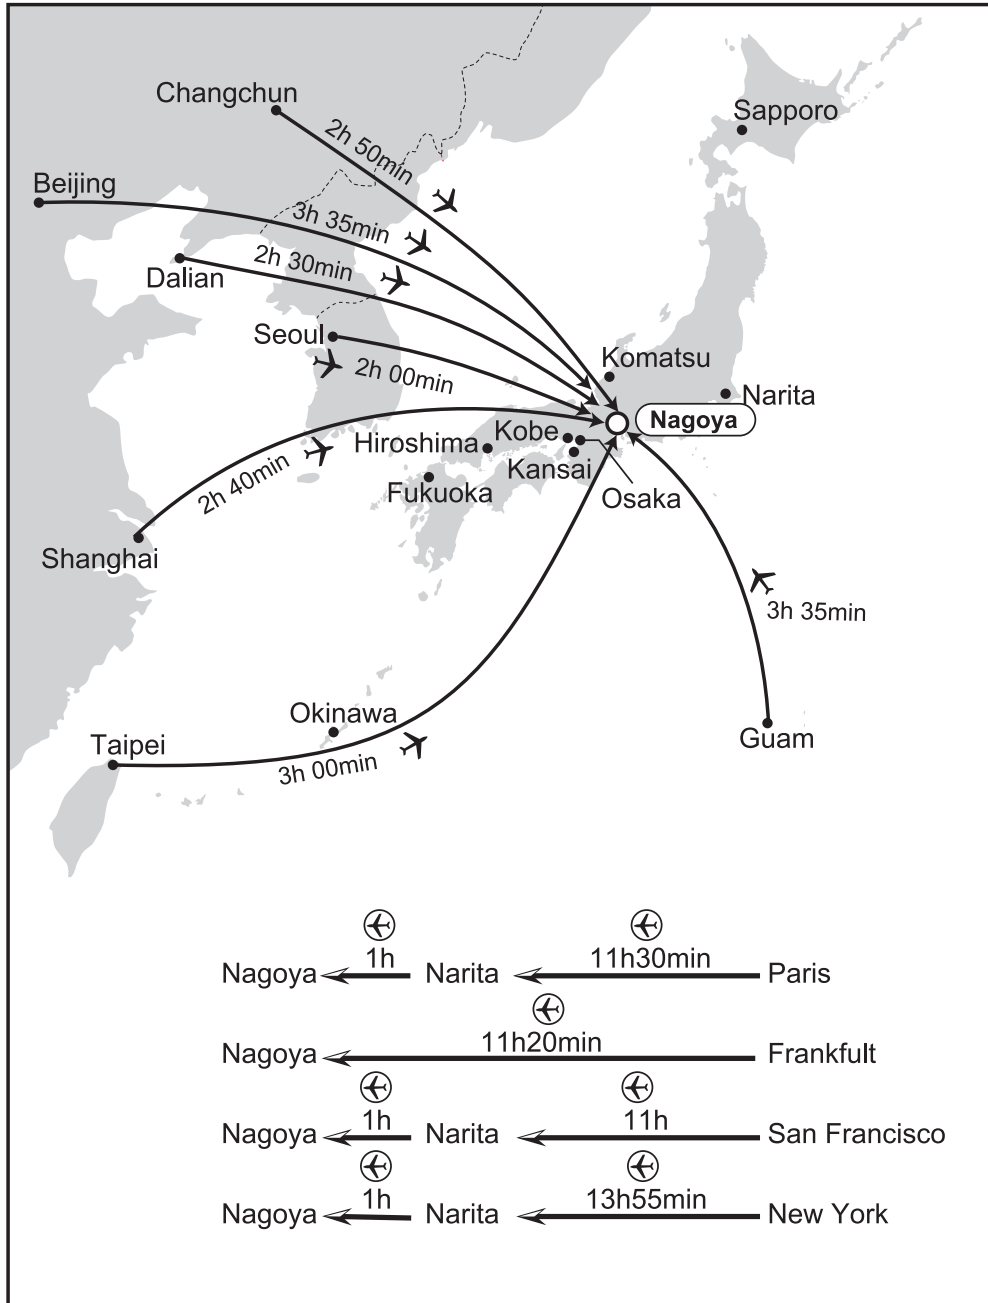 Changchun
Sapporo
2h 50min
Beijing
3h 35min
2h 30min
Dalian
Seoul
2h 00min
Komatsu
Narita
Nagoya
Kobe
Hiroshima
Kansai
Fukuoka
Osaka
2h 40min
Shanghai
3h 35min
Okinawa
Guam
Taipei
3h 00min
1h 11h30min
Nagoya Narita Paris
11h20min
Nagoya Frankfult
1h 11h
Nagoya Narita San Francisco
1h 13h55min
Nagoya Narita New York